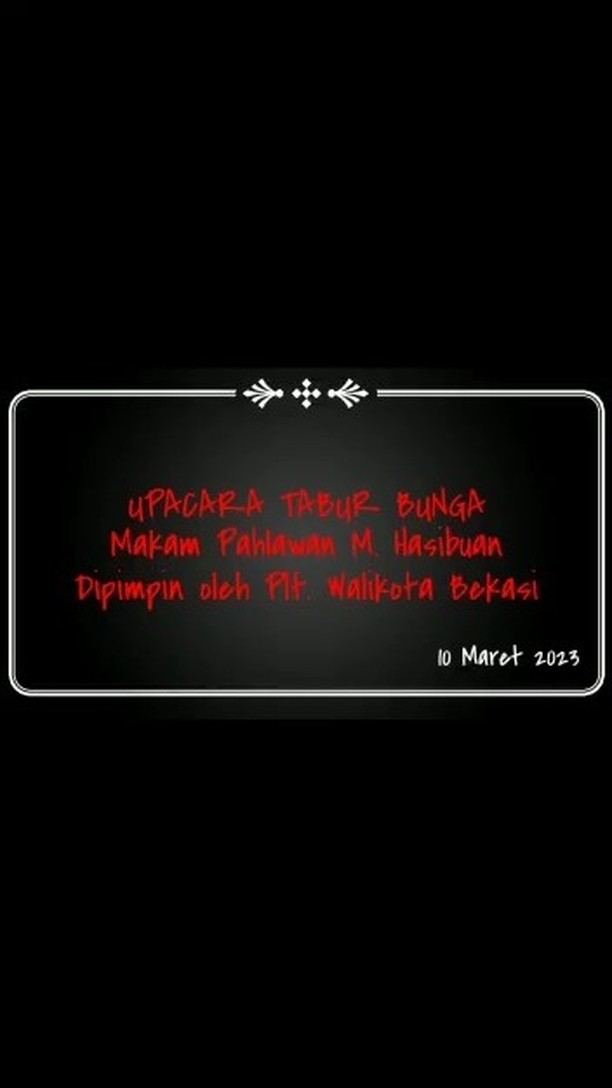 UPACARA TABUR BUNGA
Makam Pahlawan M. Hasibuan
Dipimpin oleh Plt. Walikota Bekasi
10 Maret 2023